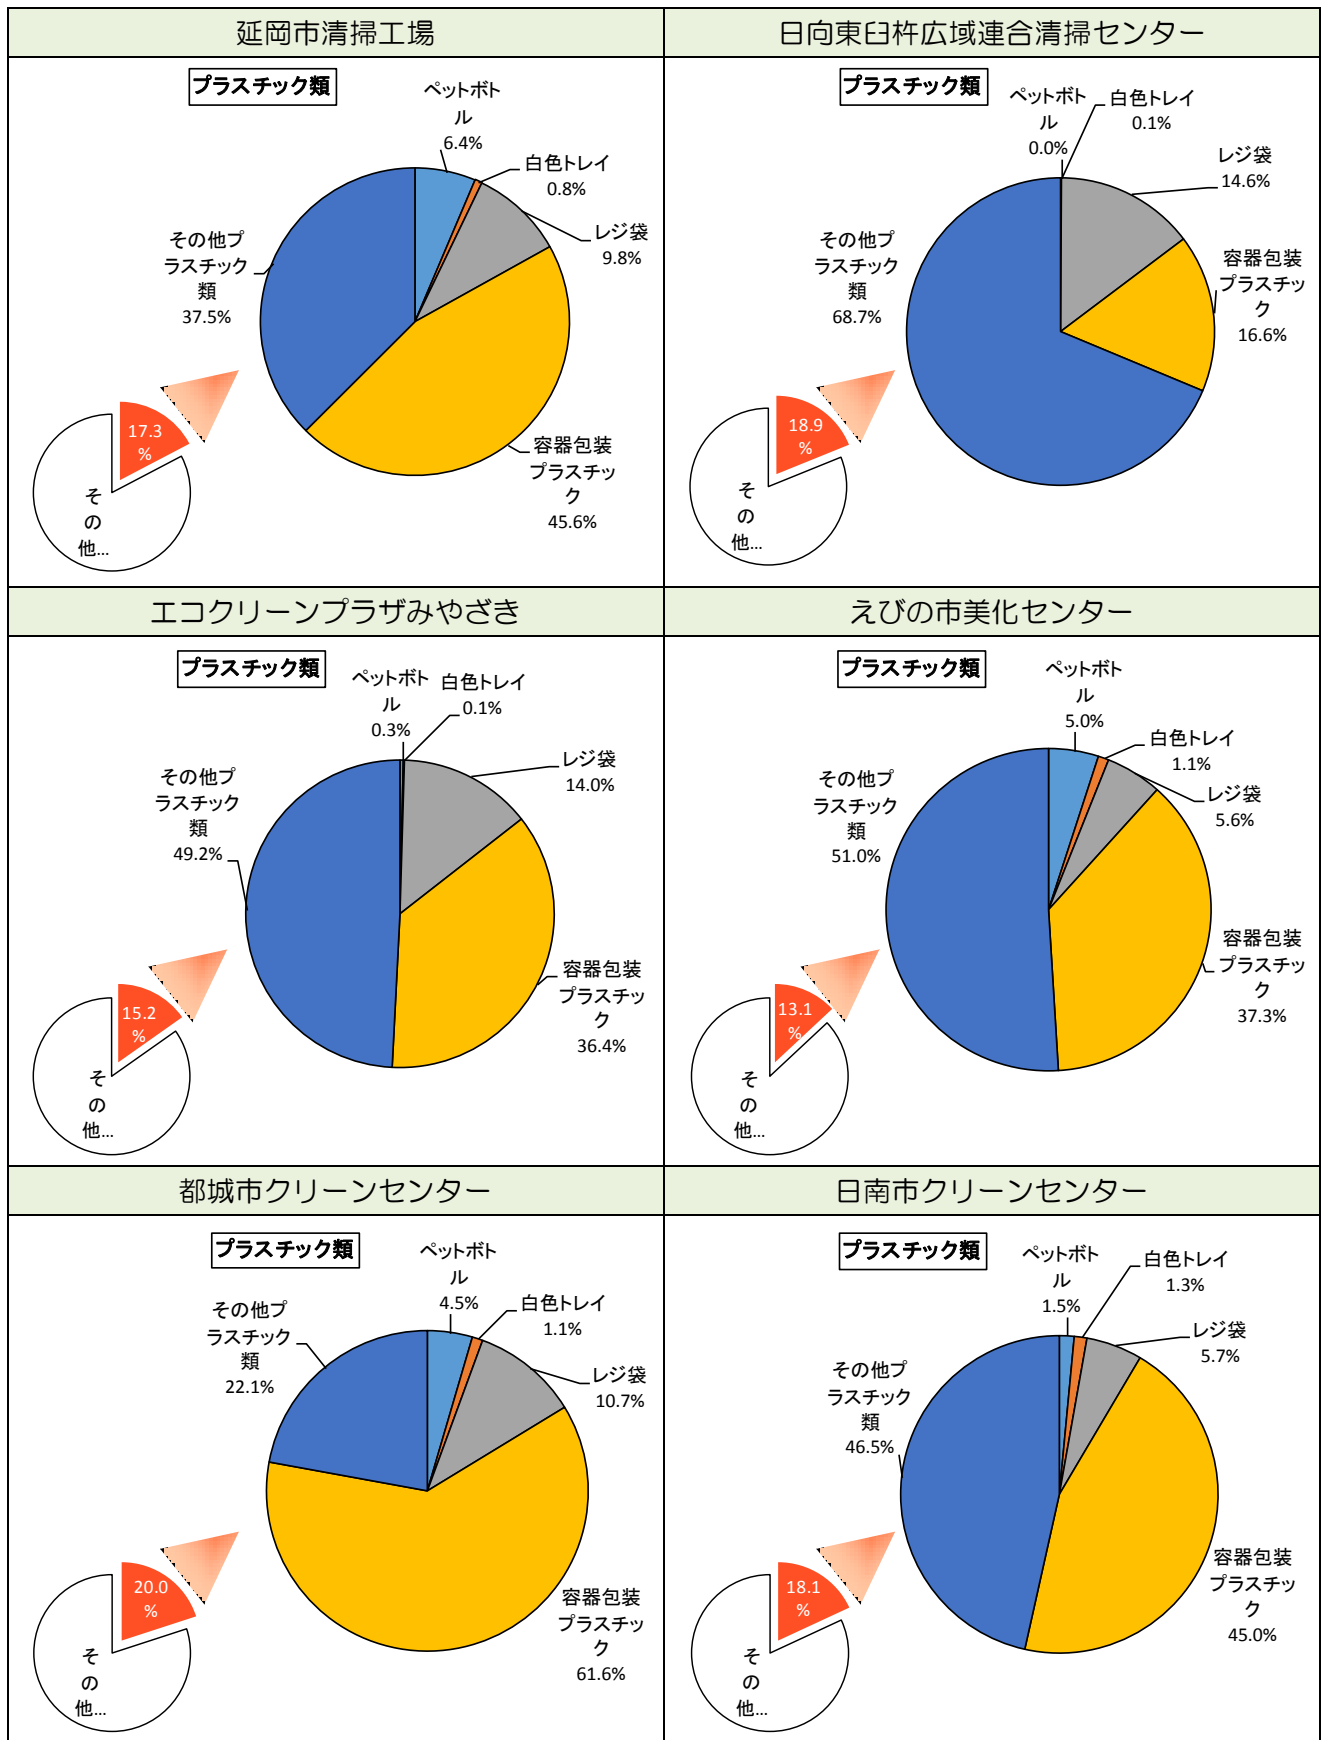 延岡市清掃工場
プラスチック類
ペットボト
ル
6.4%
白色トレイ
0.8%
レジ袋
9.8%
容器包装
プラスチッ
ク
45.6%
その他プ
ラスチック
類
37.5%
17.3
%
そ
の
他...
日向東臼杵広域連合清掃センター
プラスチック類
ペットボト
ル
0.0%
白色トレイ
0.1%
レジ袋
14.6%
容器包装
プラスチッ
ク
16.6%
その他プ
ラスチック
類
68.7%
18.9
%
そ
の
他...
エコクリーンプラザみやざき
プラスチック類
ペットボト
ル
0.3%
白色トレイ
0.1%
レジ袋
14.0%
容器包装
プラスチッ
ク
36.4%
その他プ
ラスチック
類
49.2%
15.2
%
そ
の
他...
えびの市美化センター
プラスチック類
ペットボト
ル
5.0%
白色トレイ
1.1%
レジ袋
5.6%
容器包装
プラスチッ
ク
37.3%
その他プ
ラスチック
類
51.0%
13.1
%
そ
の
他...
都城市クリーンセンター
プラスチック類
ペットボト
ル
4.5%
白色トレイ
1.1%
レジ袋
10.7%
容器包装
プラスチッ
ク
61.6%
その他プ
ラスチック
類
22.1%
20.0
%
そ
の
他...
日南市クリーンセンター
プラスチック類
ペットボト
ル
1.5%
白色トレイ
1.3%
レジ袋
5.7%
容器包装
プラスチッ
ク
45.0%
その他プ
ラスチック
類
46.5%
18.1
%
そ
の
他...